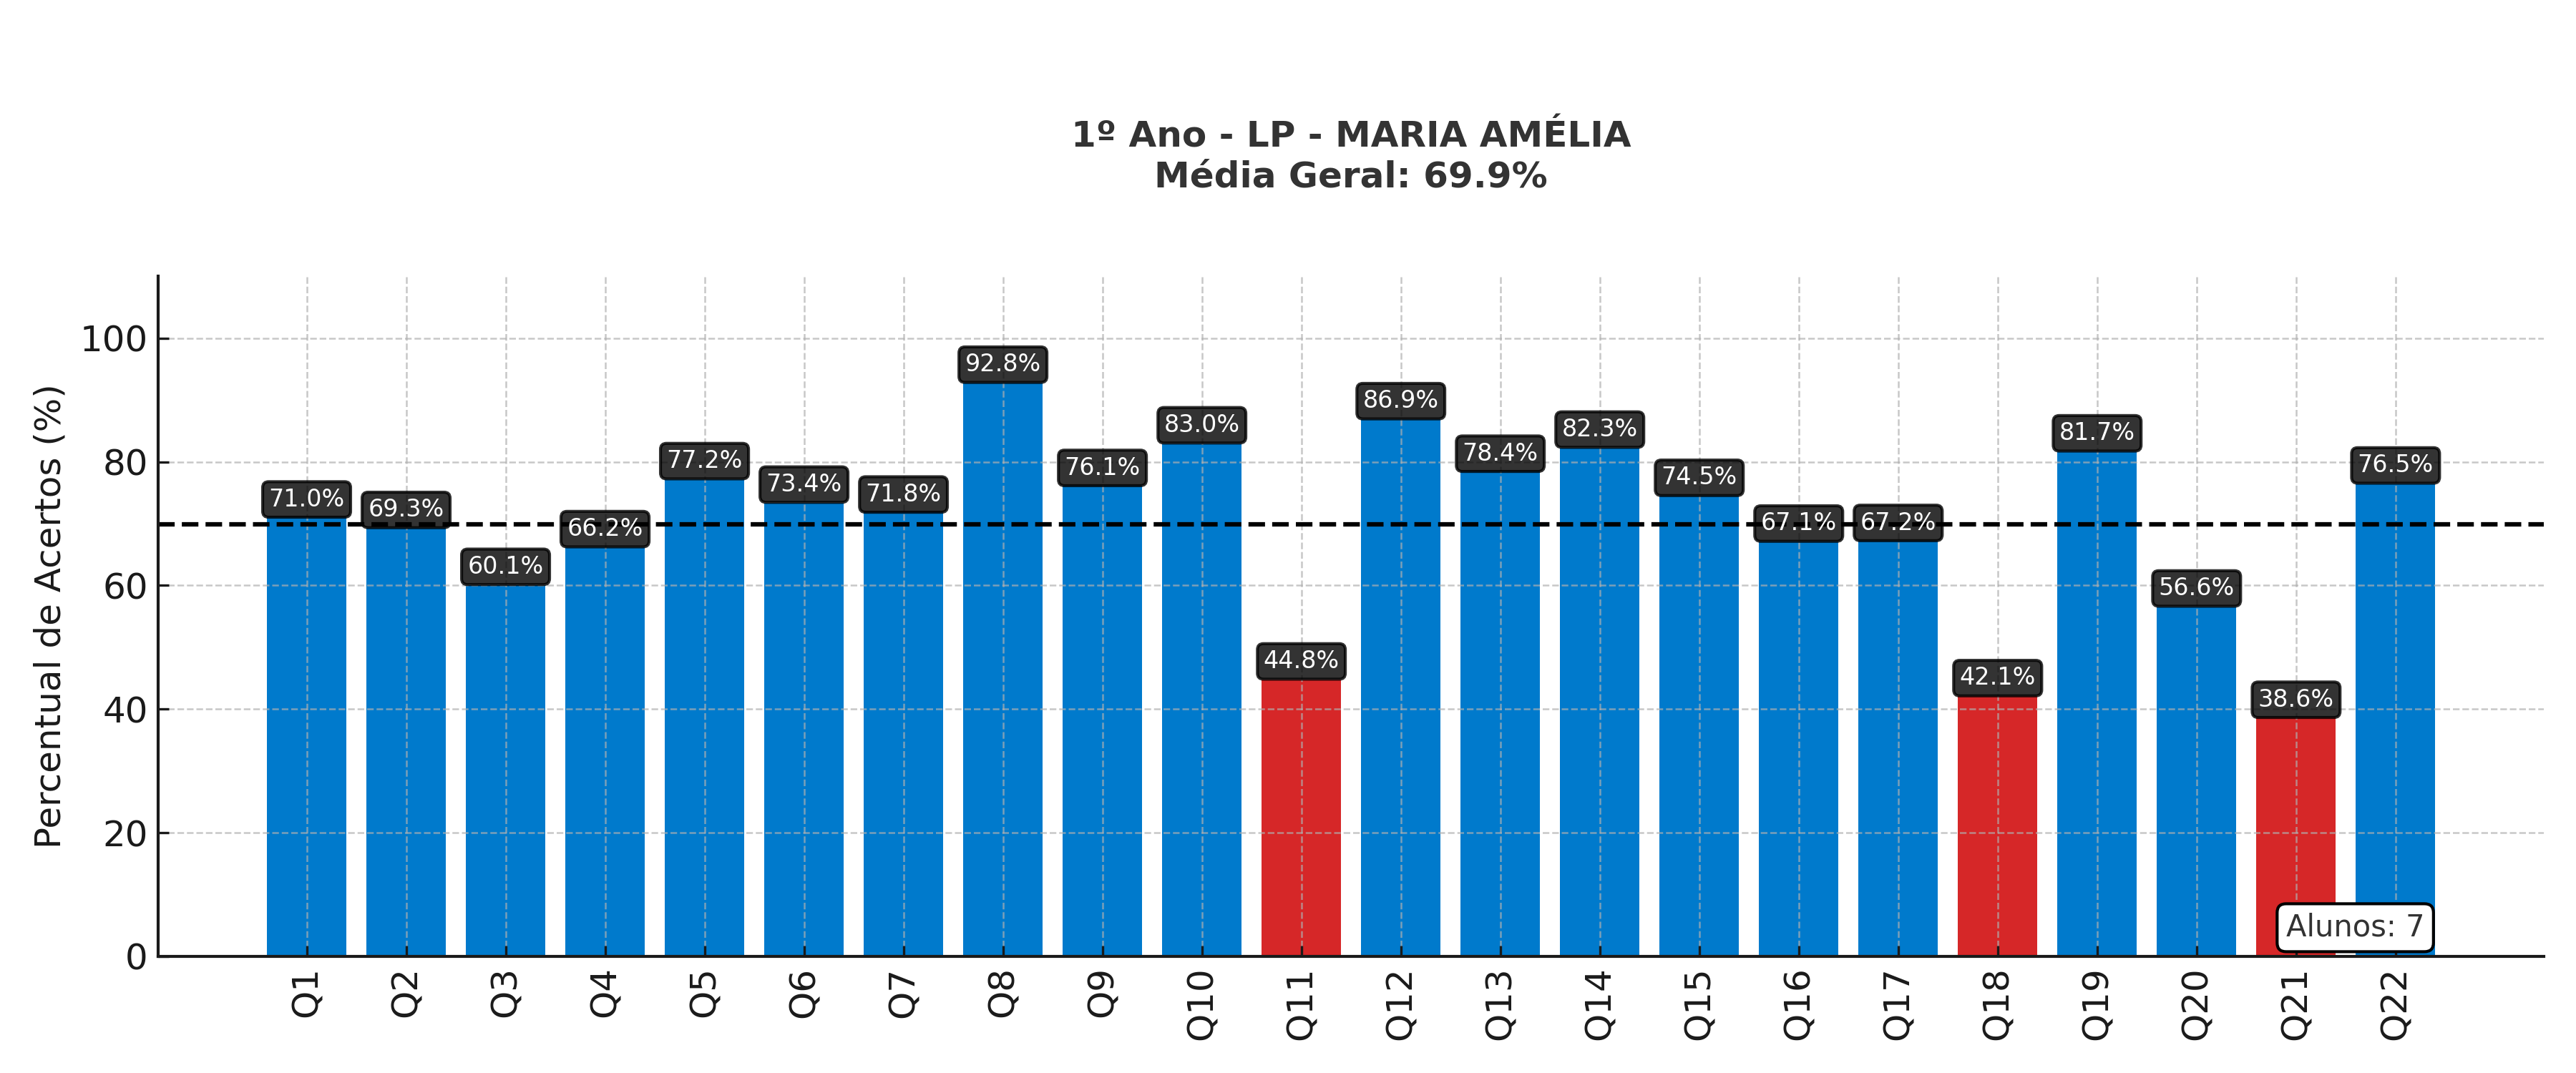 1º Ano - LP - MARIA AMÉLIA
Média Geral: 69.9%
Percentual de Acertos (%)
100
80
60
40
20
0
71.0%
69.3%
60.1%
66.2%
77.2%
73.4%
71.8%
92.8%
76.1%
83.0%
44.8%
86.9%
78.4%
82.3%
74.5%
67.1%
67.2%
42.1%
81.7%
56.6%
38.6%
76.5%
Alunos: 7
Q1
Q2
Q3
Q4
Q5
Q6
Q7
Q8
Q9
Q10
Q11
Q12
Q13
Q14
Q15
Q16
Q17
Q18
Q19
Q20
Q21
Q22